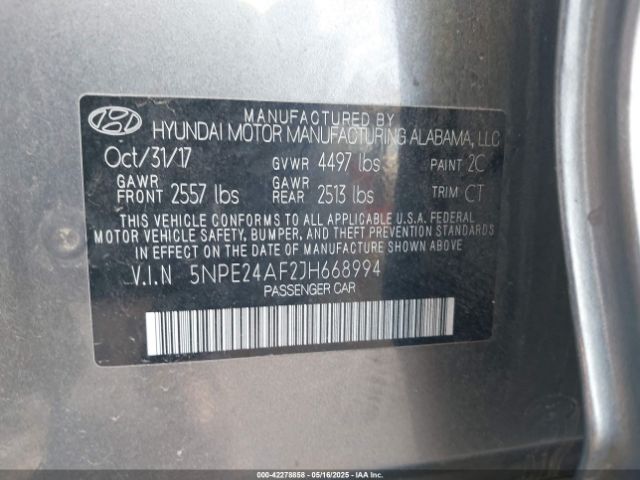 MANUFACTURED BY
HYUNDAI MOTOR MANUFACTURING ALABAMA, LLC
Oct/31/17 GVWR 4497 lbs PAINT 2C
GAWR FRONT 2557 lbs GAWR REAR 2513 lbs TRIM CT
THIS VEHICLE CONFORMS TO ALL APPLICABLE U.S.A. FEDERAL
MOTOR VEHICLE SAFETY, BUMPER, AND THEFT PREVENTION STANDARDS
IN EFFECT ON THE DATE OF MANUFACTURE SHOWN ABOVE.
V.I.N 5NPE24AF2JH668994
PASSENGER CAR
000-42278858 - 05/16/2025 - IAAI.COM